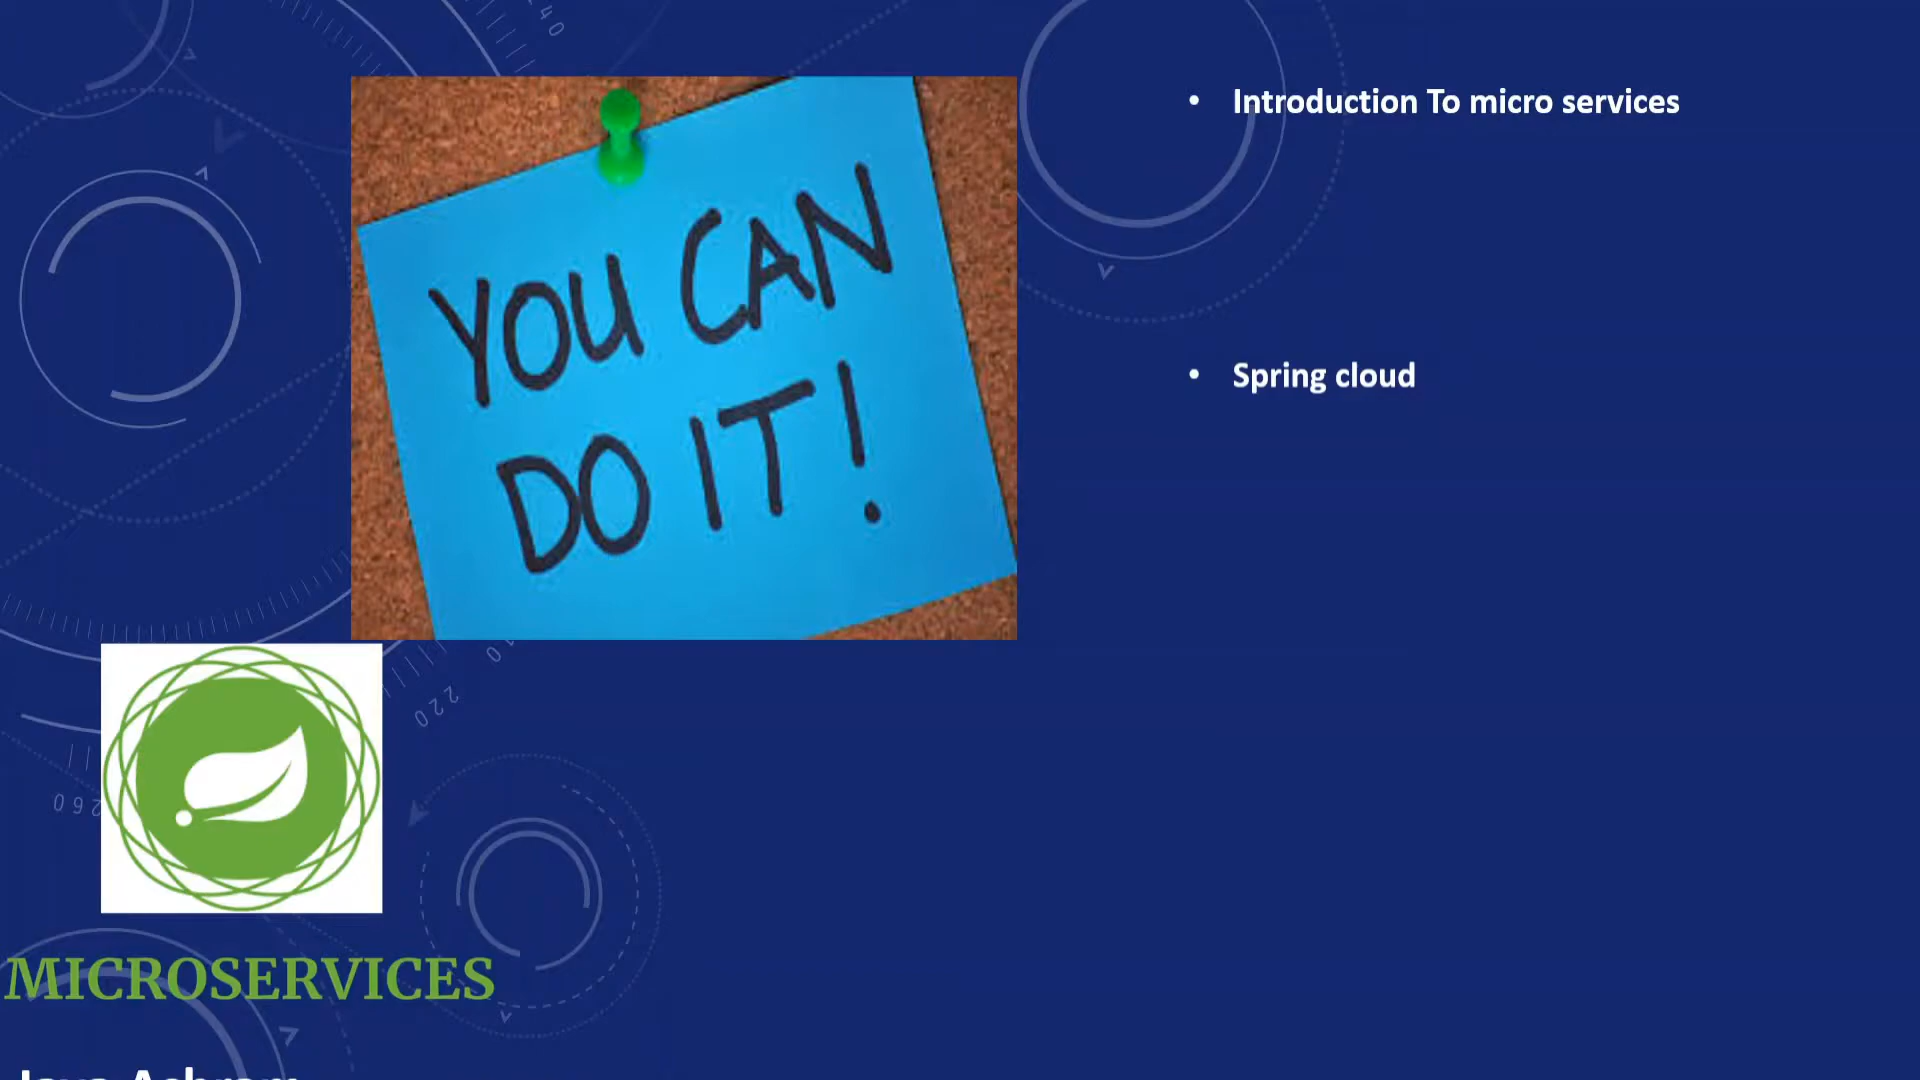 YOU CAN
DO IT!
Introduction To micro services
Spring cloud
MICROSERVICES